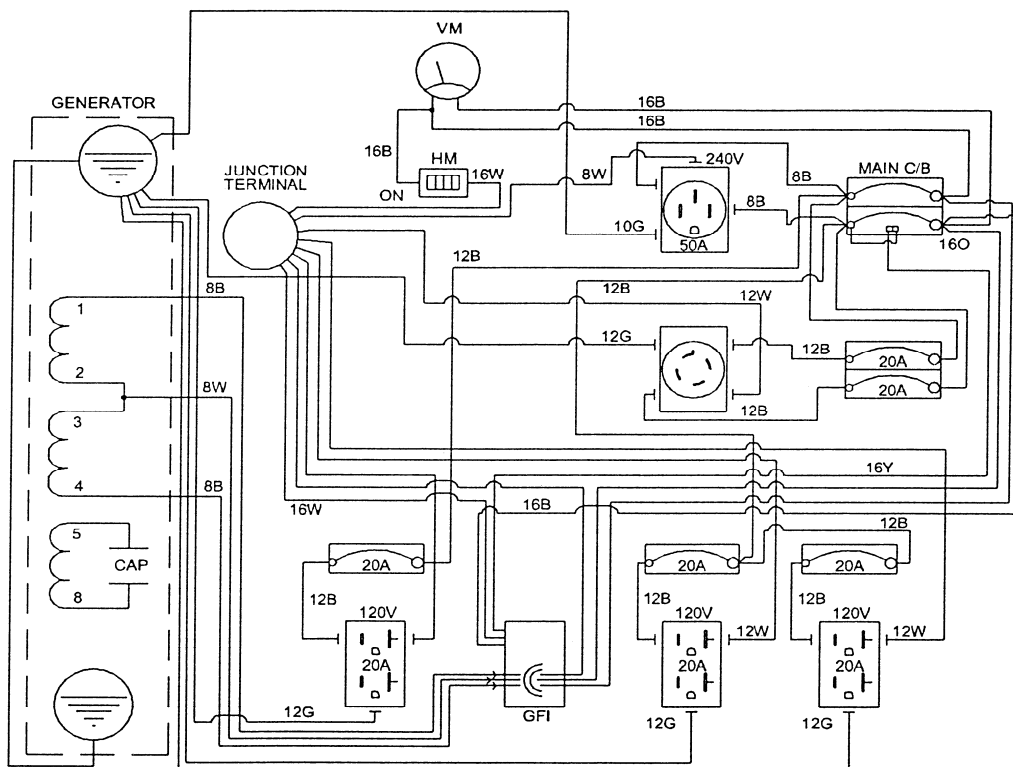 VM
GENERATOR
16B
16B
JUNCTION
TERMINAL
16B
HM
16W
ON
8W
240V
8B
MAIN C/B
8B
10G
50A
16O
12B
8B
12B
12W
1
12G
12B
20A
2
8W
20A
12B
3
4
8B
16Y
16W
16B
5
CAP
8
12B
20A
20A
20A
12B
120V
12B
120V
12B
120V
12W
12W
20A
20A
20A
12G
GFI
12G
12G